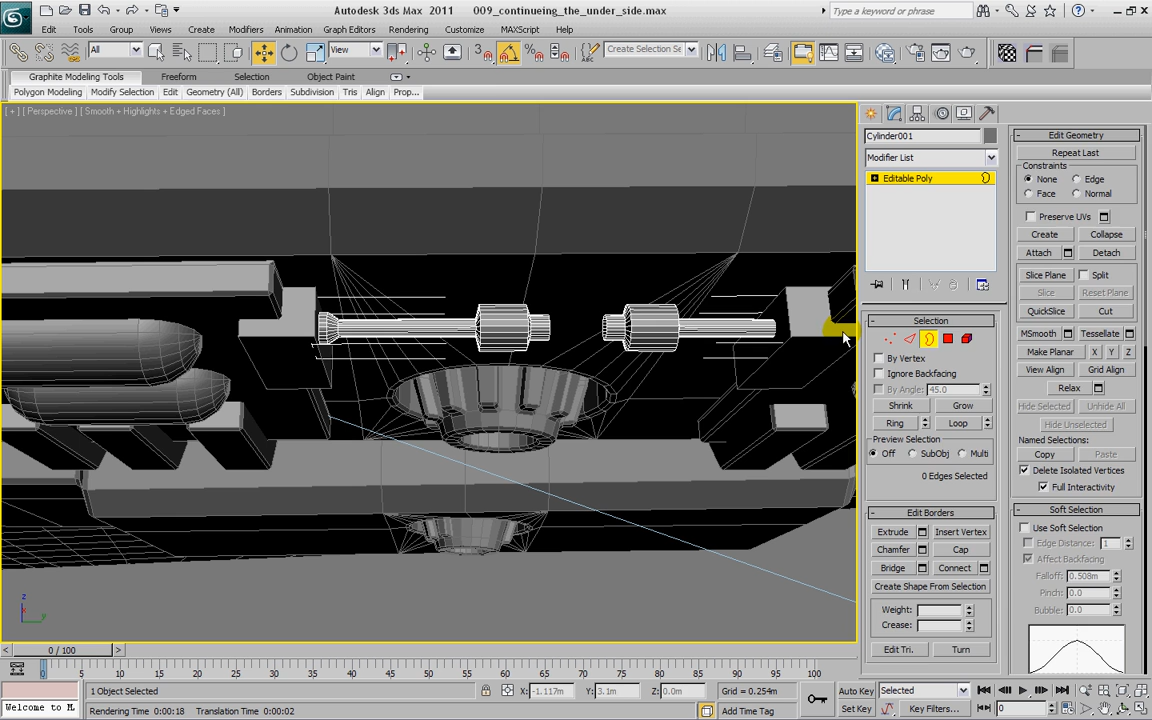 Autodesk 3ds Max 2011    009_continueing_the_under_side.max
Type a keyword or phrase
Edit Tools Group Views Create Modifiers Animation Graph Editors Rendering Customize MAXScript Help
All
View
Create Selection Se
Graphite Modeling Tools Freeform Selection Object Paint
Polygon Modeling Modify Selection Edit Geometry (All) Borders Subdivision Tris Align Prop...
[ + ] [ Perspective ] [ Smooth + Highlights + Edged Faces ]
Cylinder001
Modifier List
Editable Poly
Selection
By Vertex
Ignore Backfacing
By Angle: 45.0
Shrink Grow
Ring Loop
Preview Selection
Off SubObj Multi
0 Edges Selected
Edit Borders
Extrude Insert Vertex
Chamfer Cap
Bridge Connect
Create Shape From Selection
Weight:
Crease:
Edit Tri. Turn
Edit Geometry
Repeat Last
Constraints
None Edge
Face Normal
Preserve UVs
Create Collapse
Attach Detach
Slice Plane Split
Slice Reset Plane
QuickSlice Cut
MSmooth Tessellate
Make Planar X Y Z
View Align Grid Align
Relax
Hide Selected Unhide All
Hide Unselected
Named Selections:
Copy Paste
Delete Isolated Vertices
Full Interactivity
Soft Selection
Use Soft Selection
Edge Distance: 1
Affect Backfacing
Falloff: 0.508m
Pinch: 0.0
Bubble: 0.0
z
x
y
0 / 100
0 5 10 15 20 25 30 35 40 45 50 55 60 65 70 75 80 85 90 95 100
1 Object Selected X: -1.117m Y: 3.1m Z: 0.0m Grid = 0.254m Auto Key Selected
Welcome to M Rendering Time 0:00:18 Translation Time 0:00:02 Add Time Tag Set Key Key Filters... 0